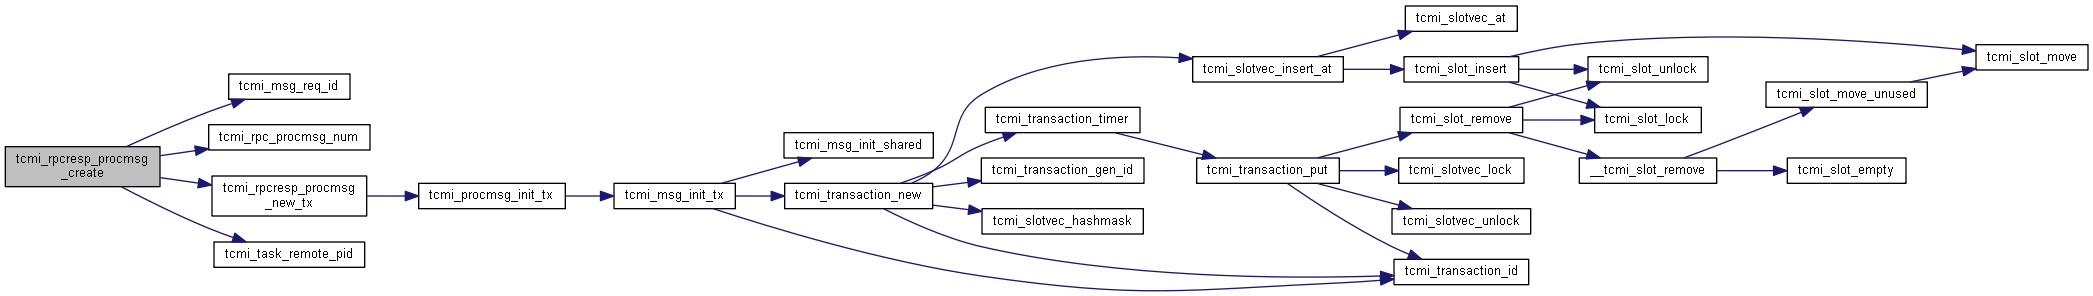 tcmi_rpcresp_procmsg
_create
tcmi_msg_req_id
tcmi_rpc_procmsg_num
tcmi_rpcresp_procmsg
_new_tx
tcmi_task_remote_pid
tcmi_procmsg_init_tx
tcmi_msg_init_tx
tcmi_msg_init_shared
tcmi_transaction_new
tcmi_transaction_timer
tcmi_transaction_gen_id
tcmi_slotvec_hashmask
tcmi_slotvec_insert_at
tcmi_transaction_put
tcmi_slotvec_at
tcmi_slot_insert
tcmi_slot_remove
tcmi_slotvec_lock
tcmi_slotvec_unlock
tcmi_transaction_id
tcmi_slot_unlock
tcmi_slot_lock
__tcmi_slot_remove
tcmi_slot_move_unused
tcmi_slot_empty
tcmi_slot_move